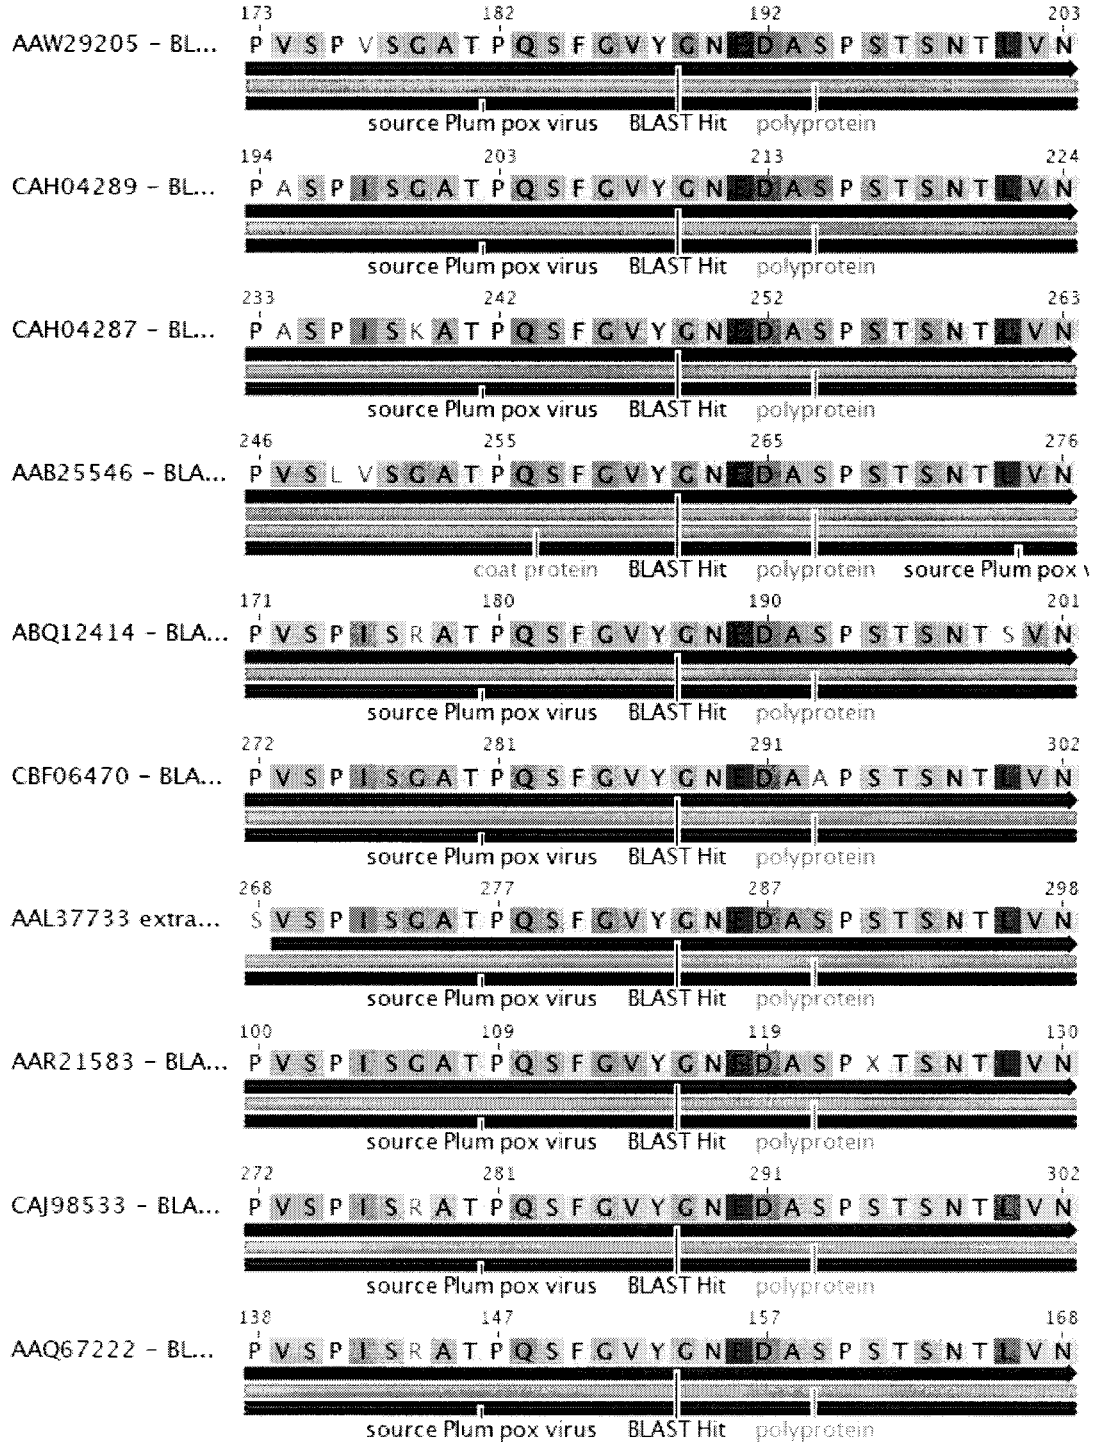 173 182 192 203
AAW29205 - BL... P V S P V S G A T P Q S F G V Y G N E D A S P S T S N T L V N
source Plum pox virus BLAST Hit polyprotein
194 203 213 224
CAH04289 - BL... P A S P I S G A T P Q S F G V Y G N E D A S P S T S N T L V N
source Plum pox virus BLAST Hit polyprotein
233 242 252 263
CAH04287 - BL... P A S P I S K A T P Q S F G V Y G N E D A S P S T S N T L V N
source Plum pox virus BLAST Hit polyprotein
246 255 265 276
AAB25546 - BLA... P V S L V S G A T P Q S F G V Y G N E D A S P S T S N T L V N
coat protein BLAST Hit polyprotein source Plum pox v
171 180 190 201
ABQ12414 - BLA... P V S P I S R A T P Q S F G V Y G N E D A S P S T S N T S V N
source Plum pox virus BLAST Hit polyprotein
272 281 291 302
CBF06470 - BLA... P V S P I S G A T P Q S F G V Y G N E D A A P S T S N T L V N
source Plum pox virus BLAST Hit polyprotein
268 277 287 298
AAL37733 extra... S V S P I S G A T P Q S F G V Y G N E D A S P S T S N T L V N
source Plum pox virus BLAST Hit polyprotein
100 109 119 130
AAR21583 - BLA... P V S P I S G A T P Q S F G V Y G N E D A S P X T S N T L V N
source Plum pox virus BLAST Hit polyprotein
272 281 291 302
CAJ98533 - BLA... P V S P I S R A T P Q S F G V Y G N E D A S P S T S N T L V N
source Plum pox virus BLAST Hit polyprotein
138 147 157 168
AAQ67222 - BL... P V S P I S R A T P Q S F G V Y G N E D A S P S T S N T L V N
source Plum pox virus BLAST Hit polyprotein